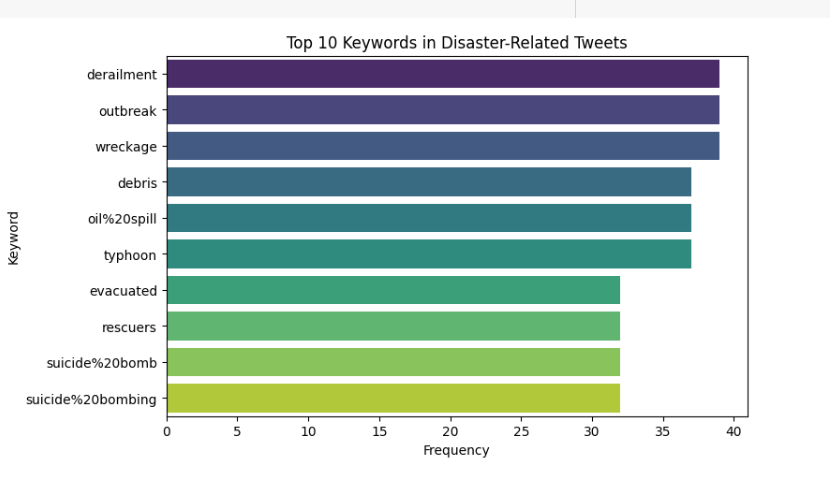 Top 10 Keywords in Disaster-Related Tweets
derailment
outbreak
wreckage
debris
oil%20spill
typhoon
evacuated
rescuers
suicide%20bomb
suicide%20bombing
Keyword
0 5 10 15 20 25 30 35 40
Frequency